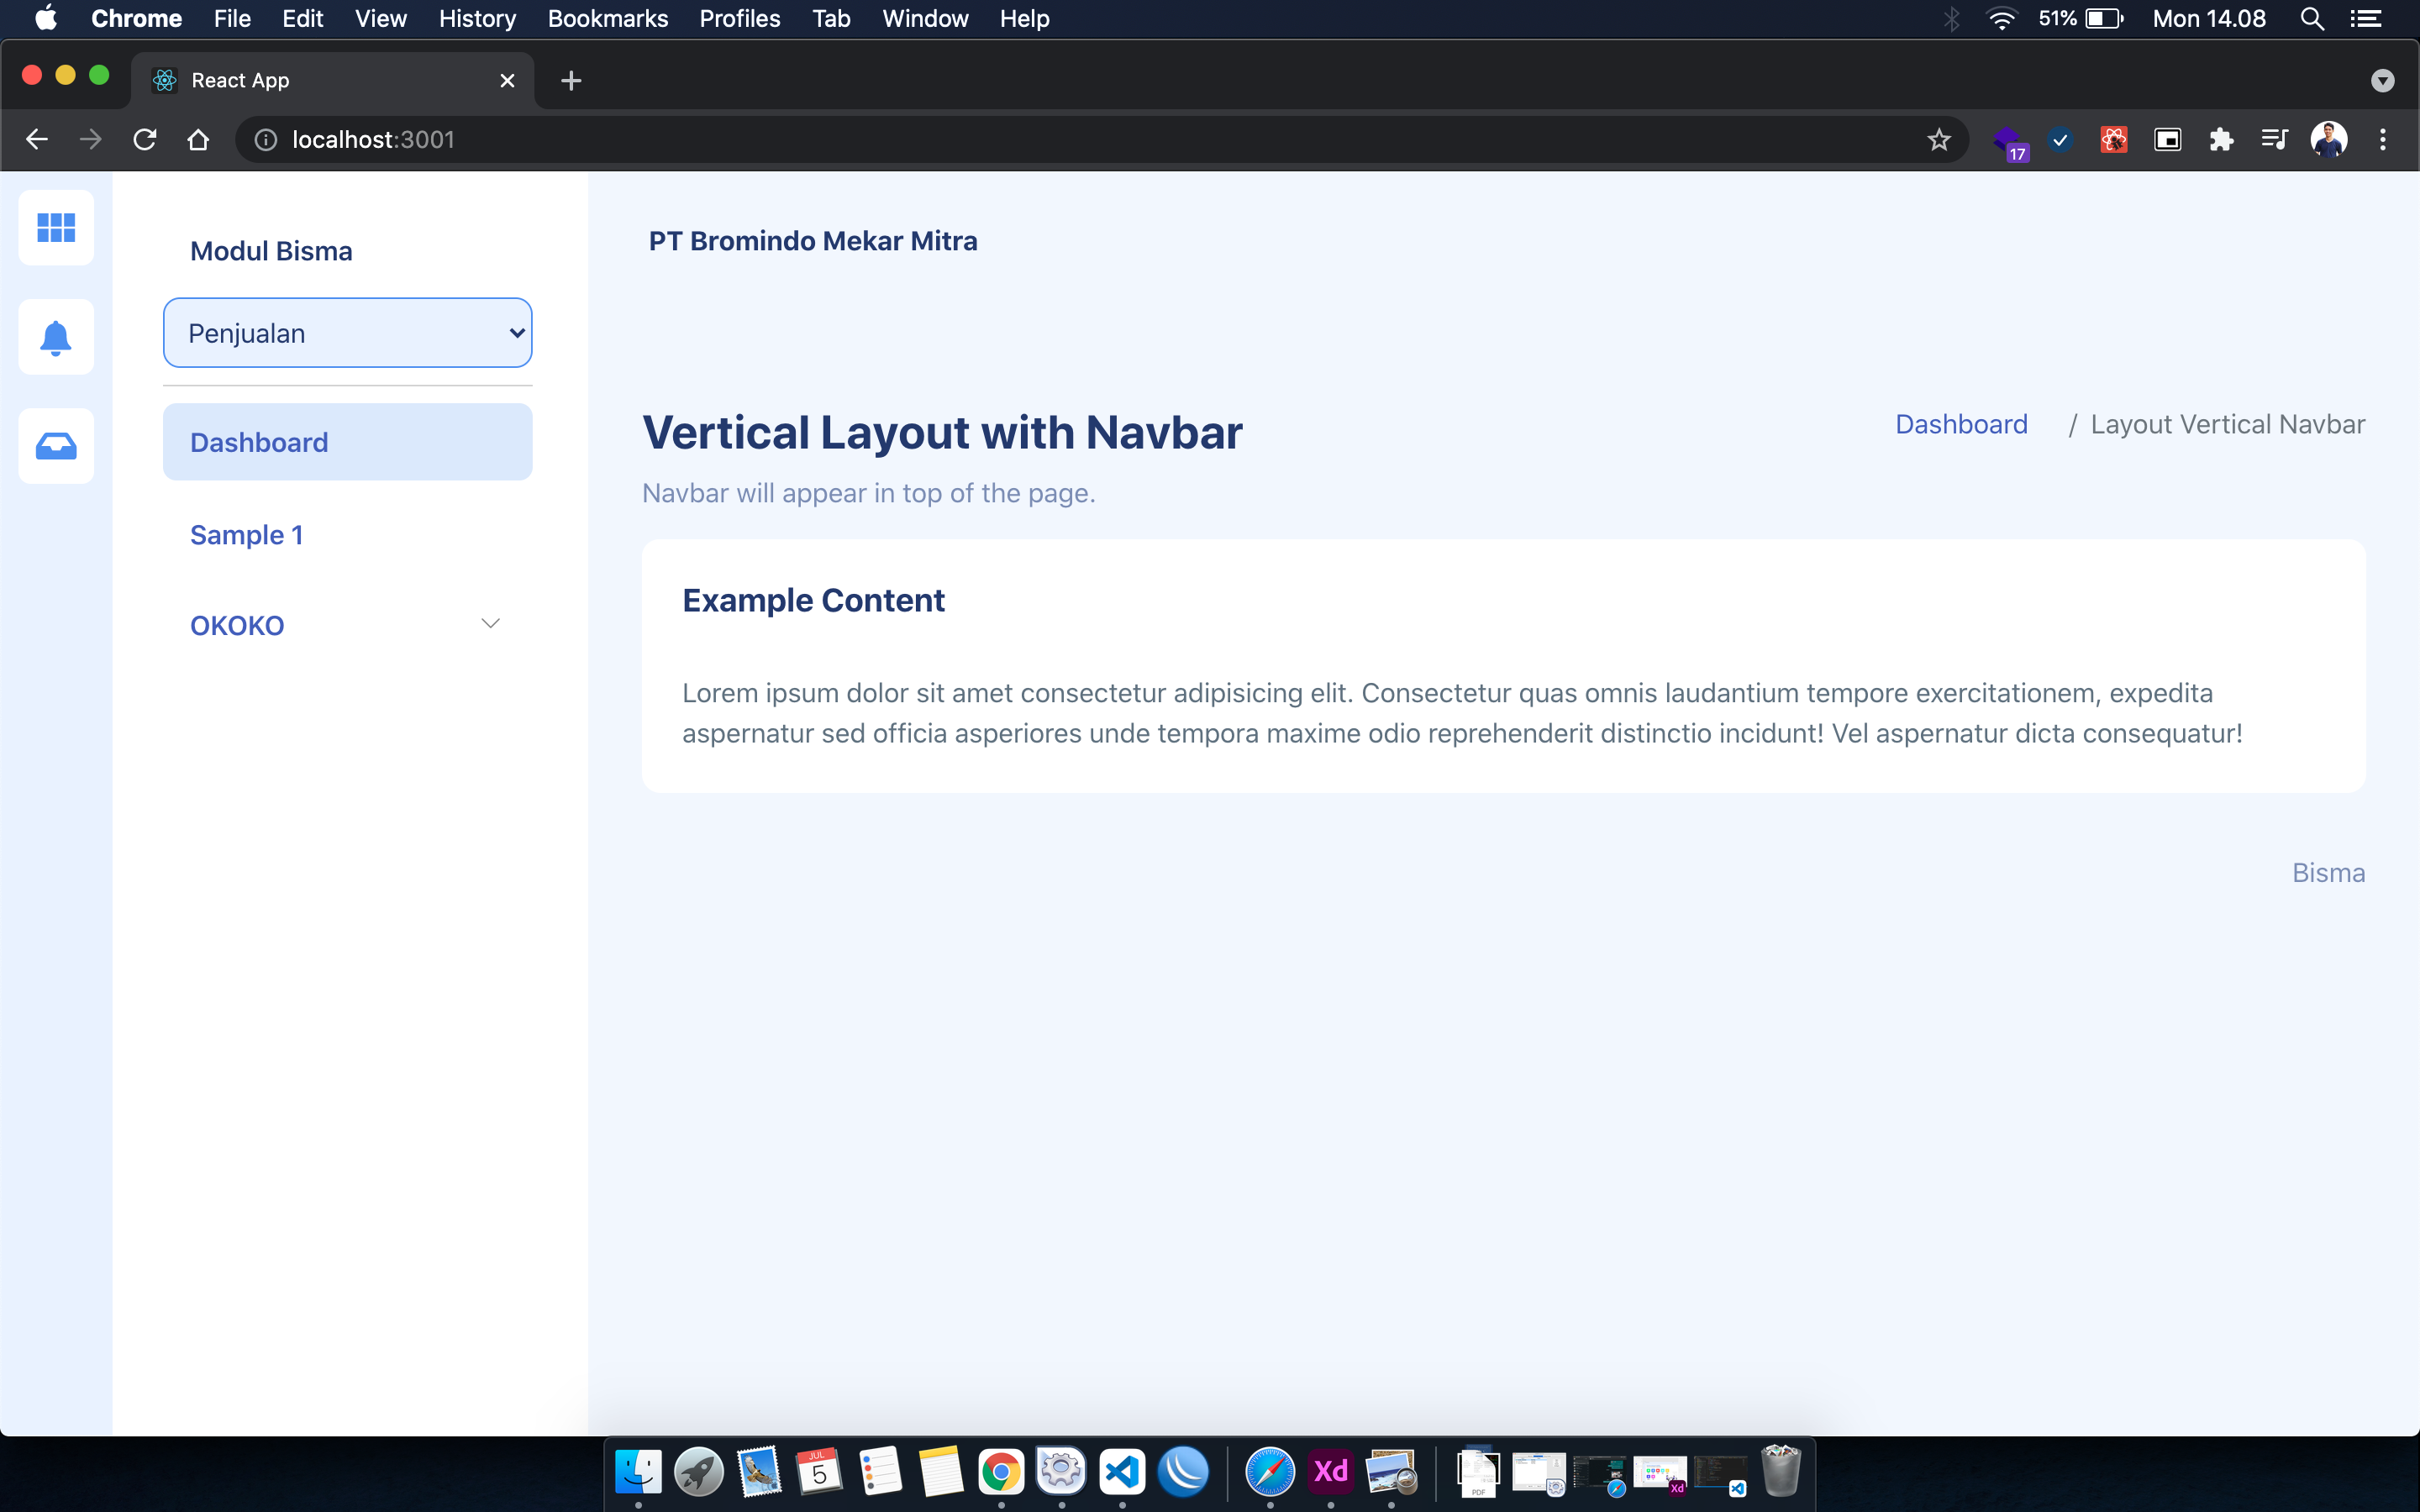 Chrome File Edit View History Bookmarks Profiles Tab Window Help 51% Mon 14.08
React App
localhost:3001
17
Modul Bisma
PT Bromindo Mekar Mitra
Penjualan
Dashboard
Sample 1
OKOKO
Vertical Layout with Navbar
Dashboard / Layout Vertical Navbar
Navbar will appear in top of the page.
Example Content
Lorem ipsum dolor sit amet consectetur adipisicing elit. Consectetur quas omnis laudantium tempore exercitationem, expedita
aspernatur sed officia asperiores unde tempora maxime odio reprehenderit distinctio incidunt! Vel aspernatur dicta consequatur!
Bisma
JUL
5
Xd
PDF
Xd